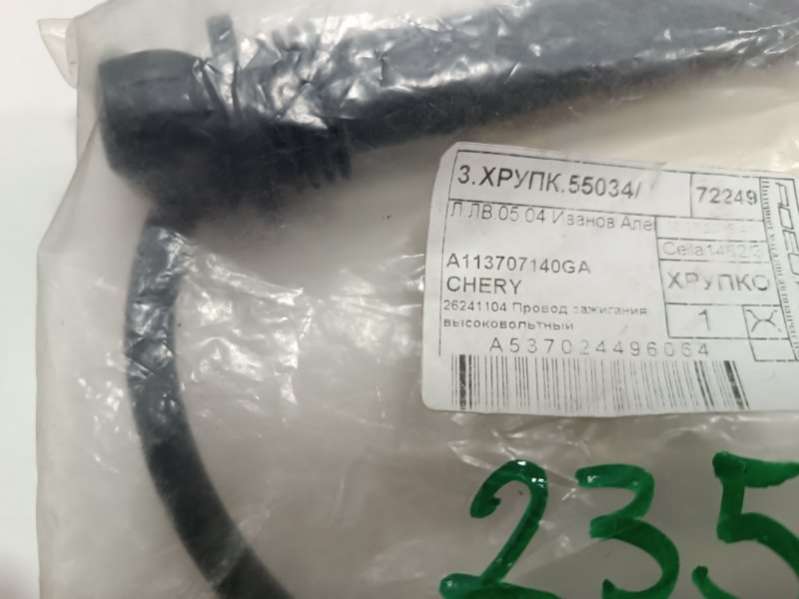 3.ХРУПК.55034/ 72249
Л ЛВ 05 04 Иванов Але
A113707140GA
CHERY ХРУПКО
26241104 Провод зажигания
высоковольтный 1
A537024496064
235